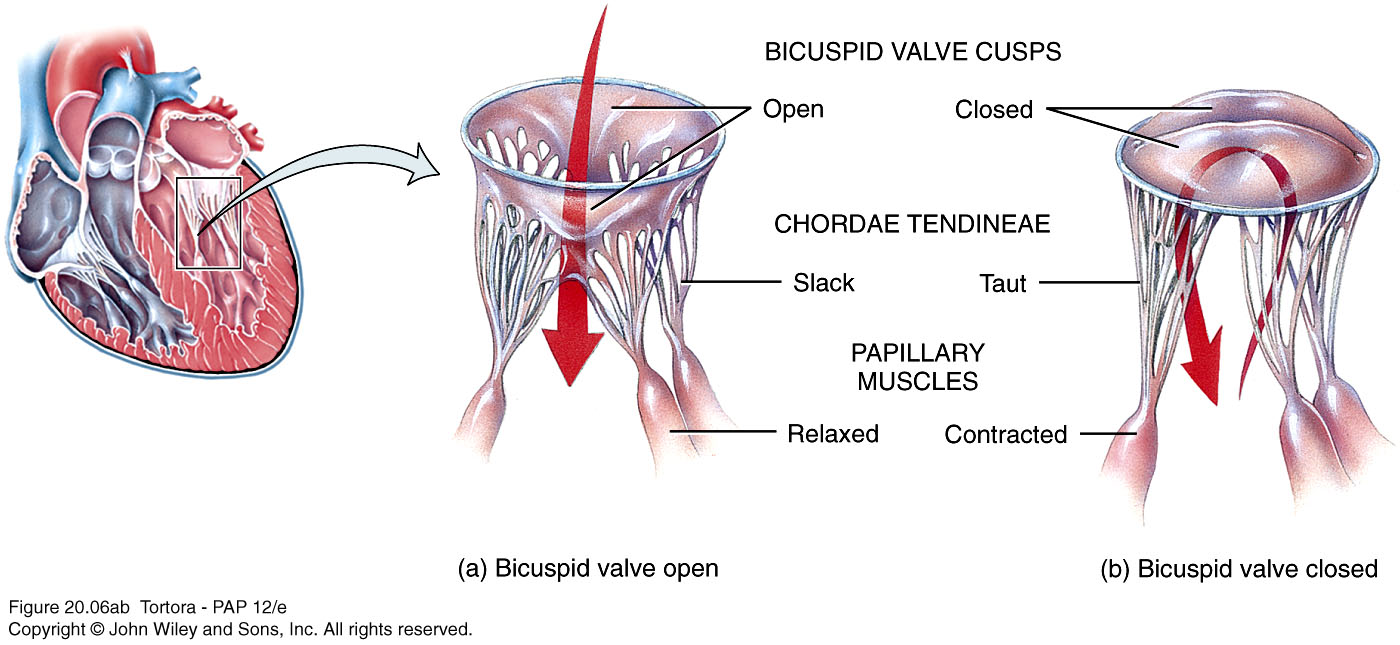 BICUSPID VALVE CUSPS
Open
Closed
CHORDAE TENDINEAE
Slack
Taut
PAPILLARY
MUSCLES
Relaxed
Contracted
(a) Bicuspid valve open
(b) Bicuspid valve closed
Figure 20.06ab Tortora - PAP 12/e
Copyright © John Wiley and Sons, Inc. All rights reserved.